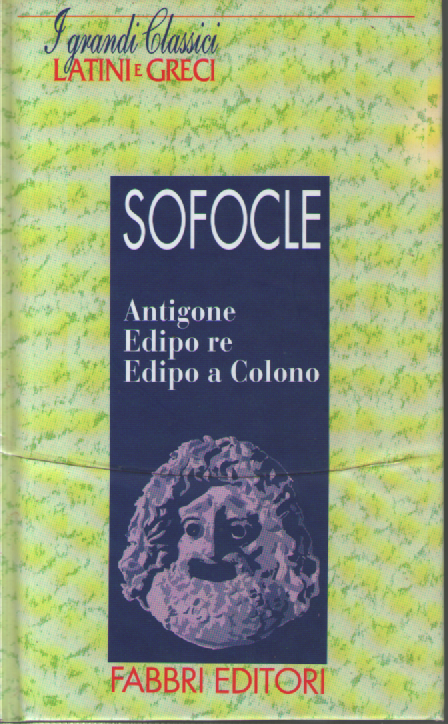 I grandi Classici
LATINI E GRECI
SOFOCLE
Antigone
Edipo re
Edipo a Colono
FABBRI EDITORI